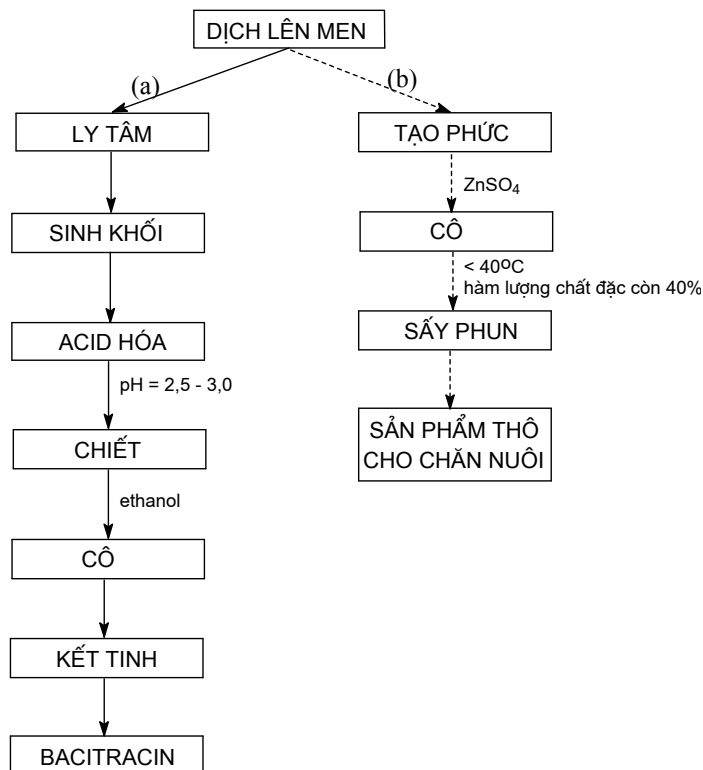 DỊCH LÊN MEN
(a)
(b)
LY TÂM
SINH KHỐI
ACID HÓA
pH = 2,5 - 3,0
CHIẾT
ethanol
CÔ
KẾT TINH
BACITRACIN
TẠO PHỨC
ZnSO₄
CÔ
< 40ºC
hàm lượng chất đặc còn 40%
SẤY PHUN
SẢN PHẨM THÔ
CHO CHĂN NUÔI